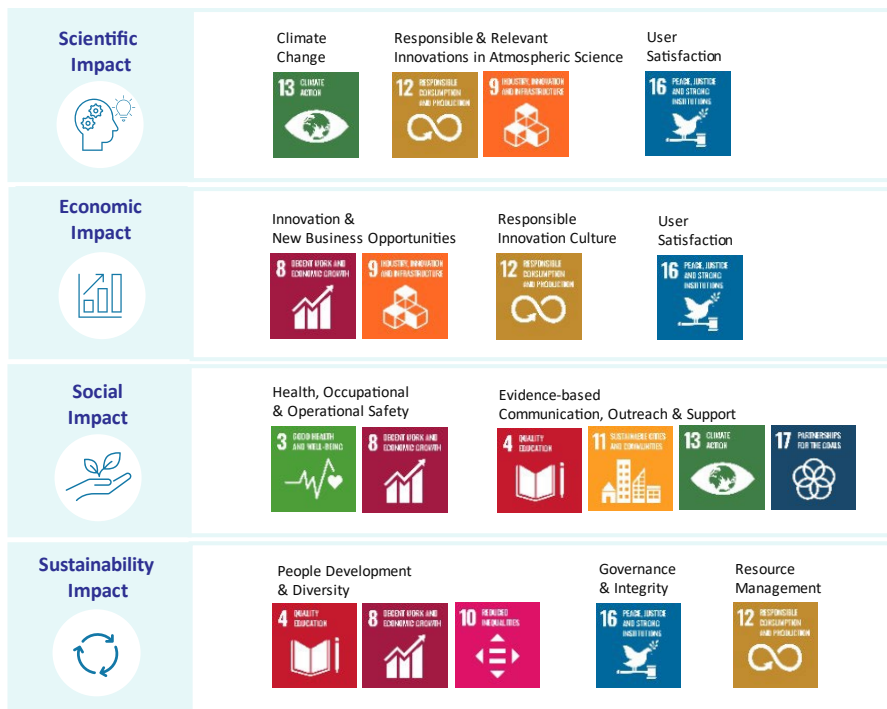 Scientific
Impact
Climate
Change
Responsible & Relevant
Innovations in Atmospheric Science
User
Satisfaction
13 CLIMATE
ACTION
12 RESPONSIBLE
CONSUMPTION
AND PRODUCTION
9 INDUSTRY, INNOVATION
AND INFRASTRUCTURE
16 PEACE, JUSTICE
AND STRONG
INSTITUTIONS
Economic
Impact
Innovation &
New Business Opportunities
Responsible
Innovation Culture
User
Satisfaction
8 DECENT WORK AND
ECONOMIC GROWTH
9 INDUSTRY, INNOVATION
AND INFRASTRUCTURE
12 RESPONSIBLE
CONSUMPTION
AND PRODUCTION
16 PEACE, JUSTICE
AND STRONG
INSTITUTIONS
Social
Impact
Health, Occupational
& Operational Safety
Evidence-based
Communication, Outreach & Support
3 GOOD HEALTH
AND WELL-BEING
8 DECENT WORK AND
ECONOMIC GROWTH
4 QUALITY
EDUCATION
11 SUSTAINABLE CITIES
AND COMMUNITIES
13 CLIMATE
ACTION
17 PARTNERSHIPS
FOR THE GOALS
Sustainability
Impact
People Development
& Diversity
Governance
& Integrity
Resource
Management
4 QUALITY
EDUCATION
8 DECENT WORK AND
ECONOMIC GROWTH
10 REDUCED
INEQUALITIES
16 PEACE, JUSTICE
AND STRONG
INSTITUTIONS
12 RESPONSIBLE
CONSUMPTION
AND PRODUCTION